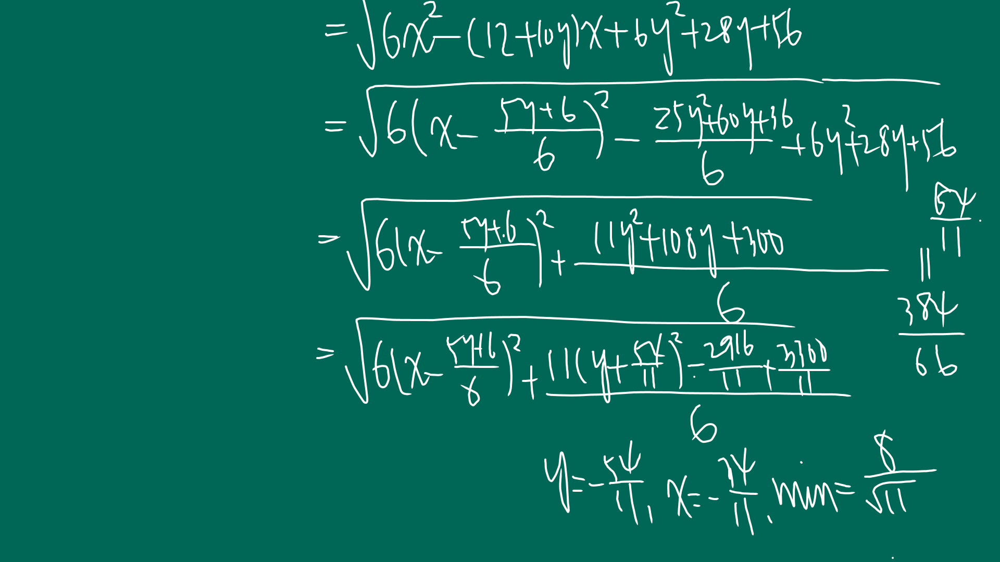 = √6x² - (12+10y)x + 6y² + 28y + 56
= √6(x - (5y+6)/6)² - (25y²+60y+36)/6 + 6y² + 28y + 56
= √6(x - (5y+6)/6)² + (11y²+108y+300)/6
54/11
=
384/66
= √6(x - (5y+6)/6)² + (11(y+54/11)² - 2916/11 + 3300/11)/6
y = -54/11, x = -34/11. min = 8/√11